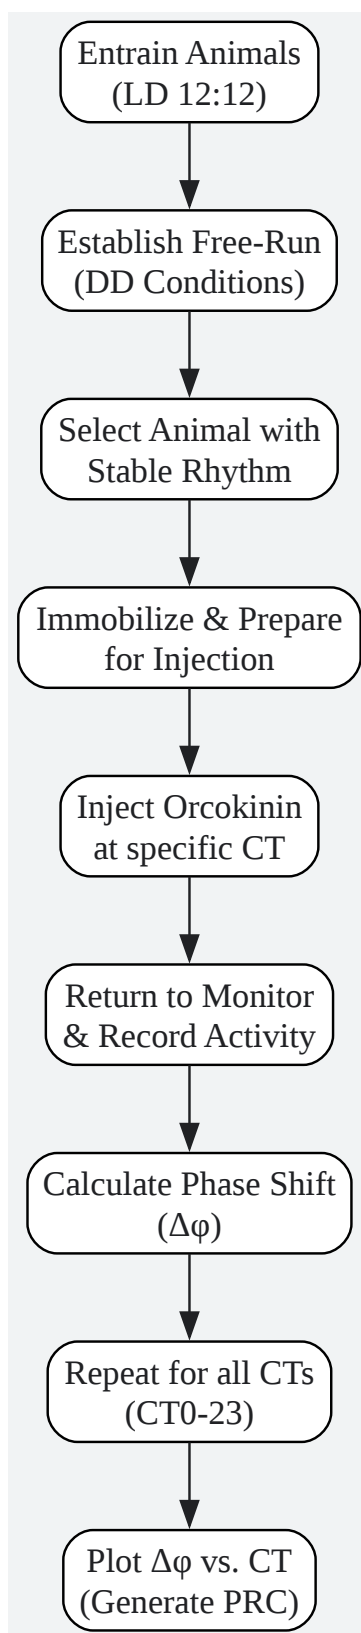 Entrain Animals
(LD 12:12)
Establish Free-Run
(DD Conditions)
Select Animal with
Stable Rhythm
Immobilize & Prepare
for Injection
Inject Orcokinin
at specific CT
Return to Monitor
& Record Activity
Calculate Phase Shift
(Δφ)
Repeat for all CTs
(CT0-23)
Plot Δφ vs. CT
(Generate PRC)